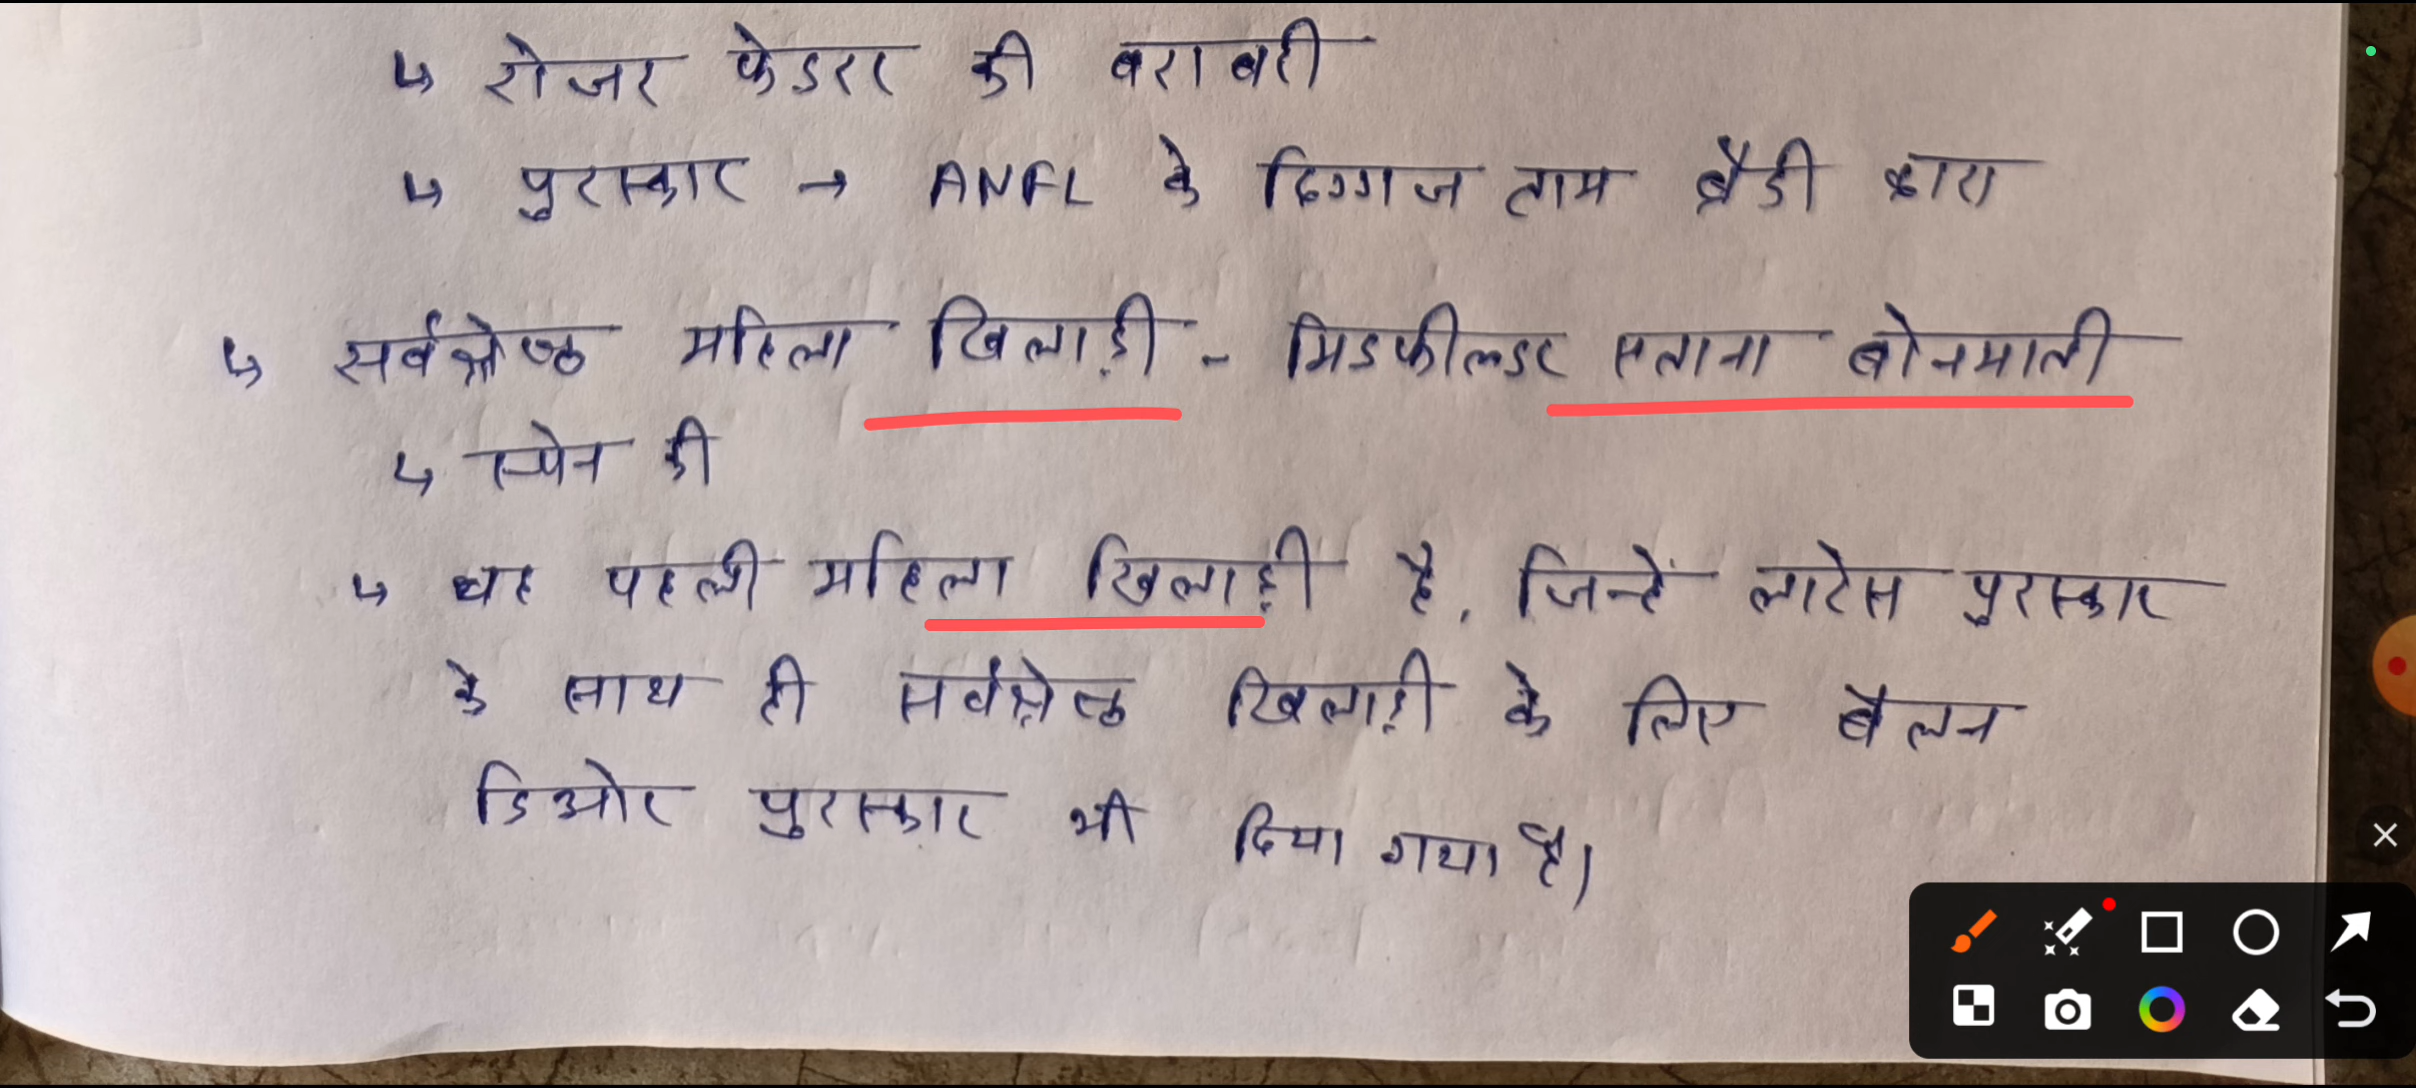 ↳ रोजर फेडरर की बराबरी
↳ पुरस्कार → ANFL के दिग्गज टाम ब्रैडी द्वारा
↳ सर्वश्रेष्ठ महिला खिलाड़ी - मिडफील्डर एताना बोनमाती
↳ स्पेन की
↳ यह पहली महिला खिलाड़ी है, जिन्हें लारेस पुरस्कार
के साथ ही सर्वश्रेष्ठ खिलाड़ी के लिए बैलन
डिओर पुरस्कार भी दिया गया है।